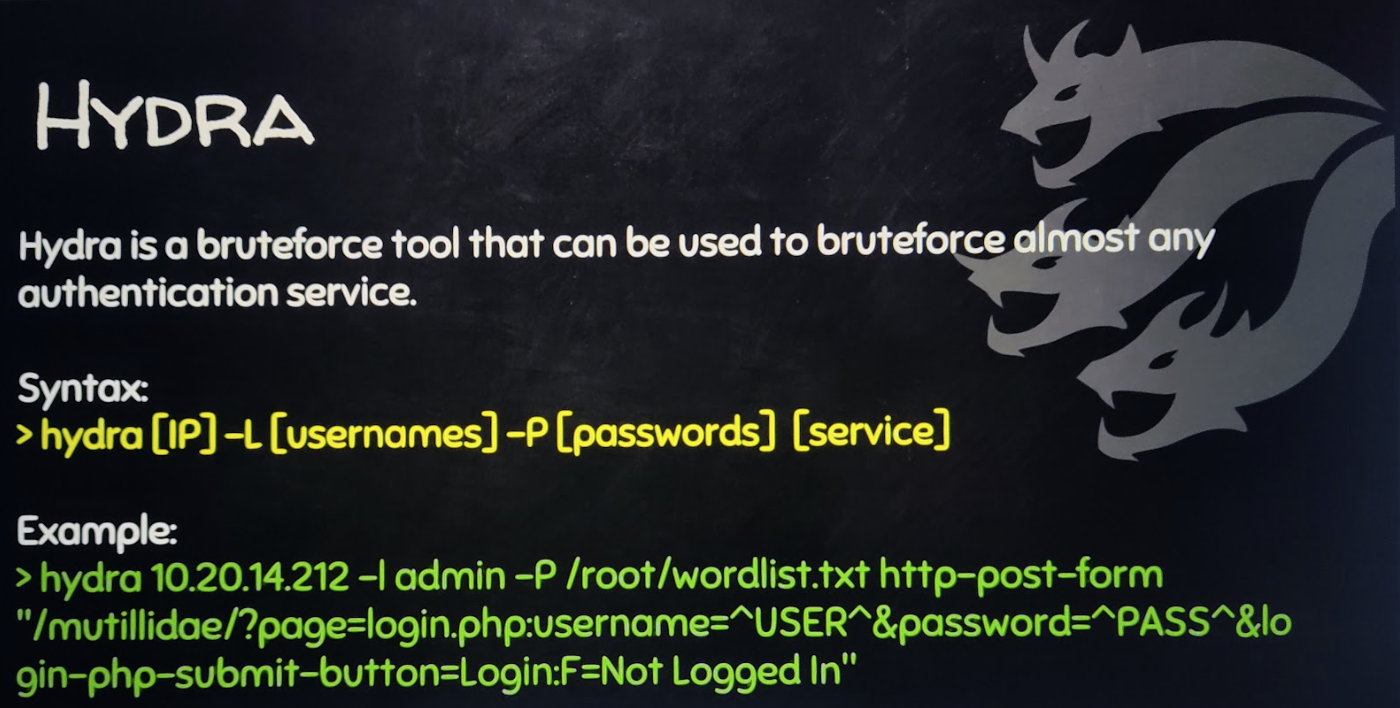 HYDRA
Hydra is a bruteforce tool that can be used to bruteforce almost any
authentication service.
Syntax:
> hydra [IP] -L [usernames] -P [passwords] [service]
Example:
> hydra 10.20.14.212 -l admin -P /root/wordlist.txt http-post-form
"/mutillidae/?page=login.php:username=^USER^&password=^PASS^&lo
gin-php-submit-button=Login:F=Not Logged In"